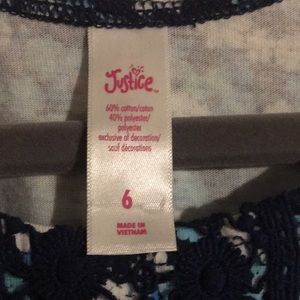 Justice
60% cotton/coton
40% polyester/
polyester
exclusive of decoration/
sauf décorations
6
MADE IN
VIETNAM